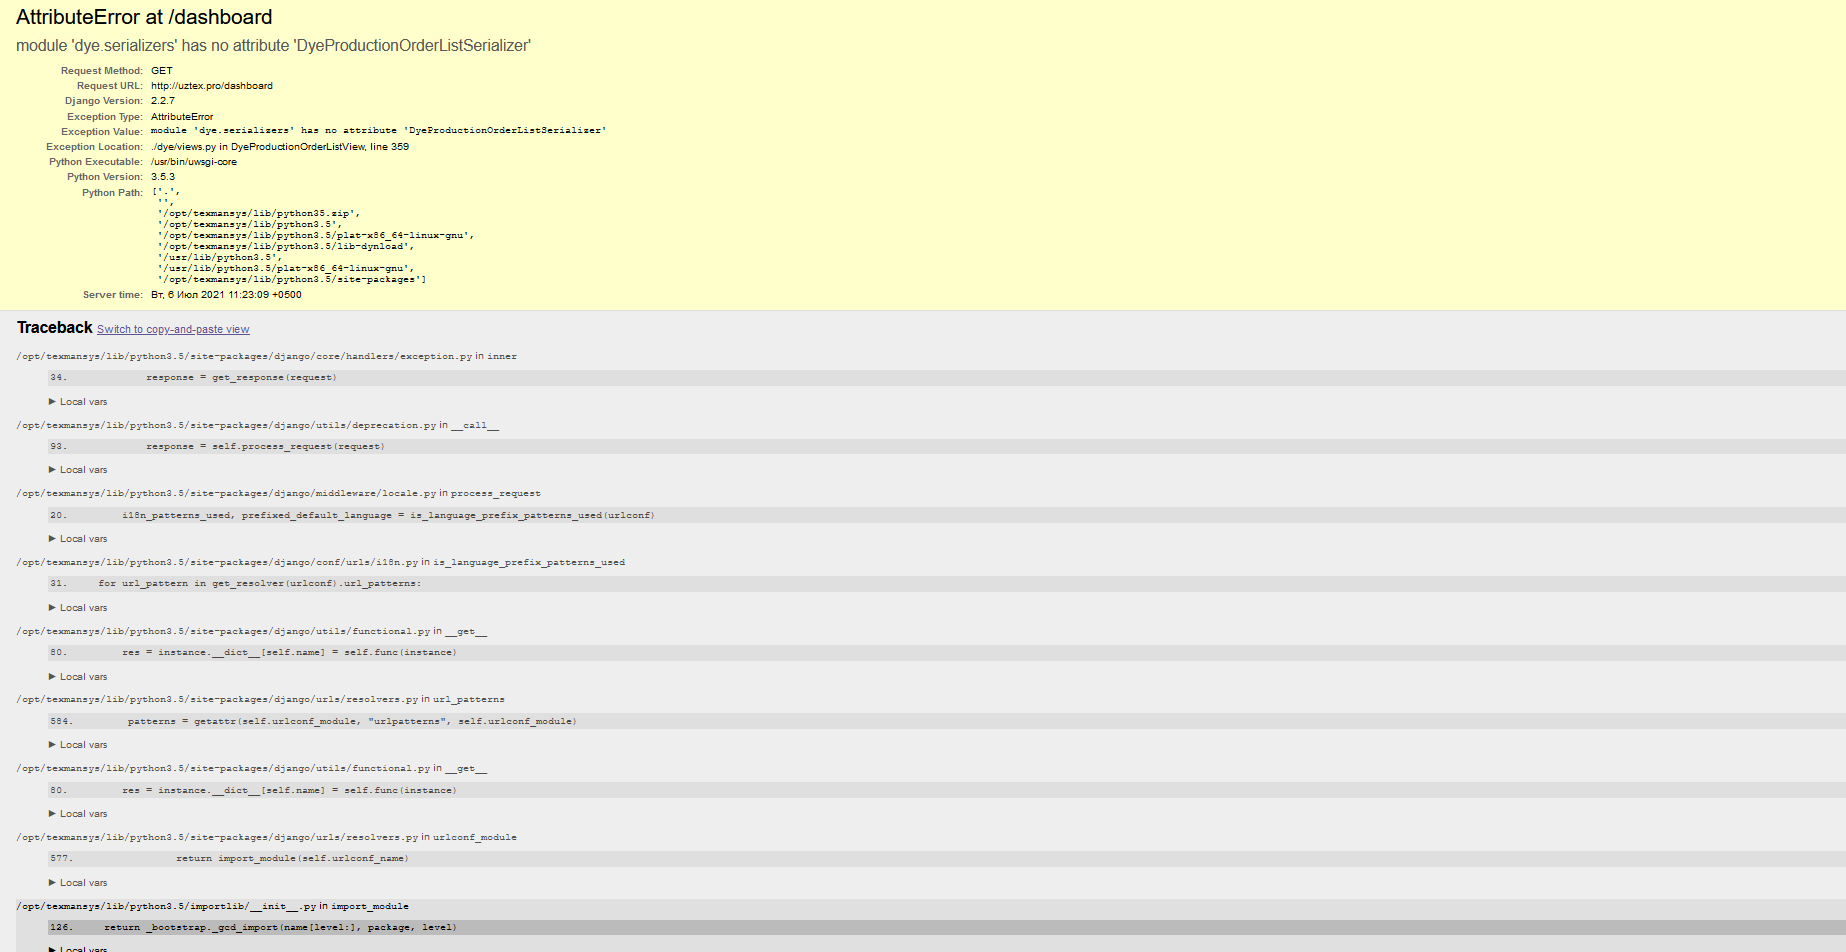 AttributeError at /dashboard
module 'dye.serializers' has no attribute 'DyeProductionOrderListSerializer'
Request Method: GET
Request URL: http://uztex.pro/dashboard
Django Version: 2.2.7
Exception Type: AttributeError
Exception Value: module 'dye.serializers' has no attribute 'DyeProductionOrderListSerializer'
Exception Location: ./dye/views.py in DyeProductionOrderListView, line 359
Python Executable: /usr/bin/uwsgi-core
Python Version: 3.5.3
Python Path: ['.',
'',
'/opt/texmansys/lib/python35.zip',
'/opt/texmansys/lib/python3.5',
'/opt/texmansys/lib/python3.5/plat-x86_64-linux-gnu',
'/opt/texmansys/lib/python3.5/lib-dynload',
'/usr/lib/python3.5',
'/usr/lib/python3.5/plat-x86_64-linux-gnu',
'/opt/texmansys/lib/python3.5/site-packages']
Server time: Вт, 6 Июл 2021 11:23:09 +0500
Traceback Switch to copy-and-paste view
/opt/texmansys/lib/python3.5/site-packages/django/core/handlers/exception.py in inner
34. response = get_response(request)
▶ Local vars
/opt/texmansys/lib/python3.5/site-packages/django/utils/deprecation.py in __call__
93. response = self.process_request(request)
▶ Local vars
/opt/texmansys/lib/python3.5/site-packages/django/middleware/locale.py in process_request
20. i18n_patterns_used, prefixed_default_language = is_language_prefix_patterns_used(urlconf)
▶ Local vars
/opt/texmansys/lib/python3.5/site-packages/django/conf/urls/i18n.py in is_language_prefix_patterns_used
31. for url_pattern in get_resolver(urlconf).url_patterns:
▶ Local vars
/opt/texmansys/lib/python3.5/site-packages/django/utils/functional.py in __get__
80. res = instance.__dict__[self.name] = self.func(instance)
▶ Local vars
/opt/texmansys/lib/python3.5/site-packages/django/urls/resolvers.py in url_patterns
584. patterns = getattr(self.urlconf_module, "urlpatterns", self.urlconf_module)
▶ Local vars
/opt/texmansys/lib/python3.5/site-packages/django/utils/functional.py in __get__
80. res = instance.__dict__[self.name] = self.func(instance)
▶ Local vars
/opt/texmansys/lib/python3.5/site-packages/django/urls/resolvers.py in urlconf_module
577. return import_module(self.urlconf_name)
▶ Local vars
/opt/texmansys/lib/python3.5/importlib/__init__.py in import_module
126. return _bootstrap._gcd_import(name[level:], package, level)
▶ Local vars